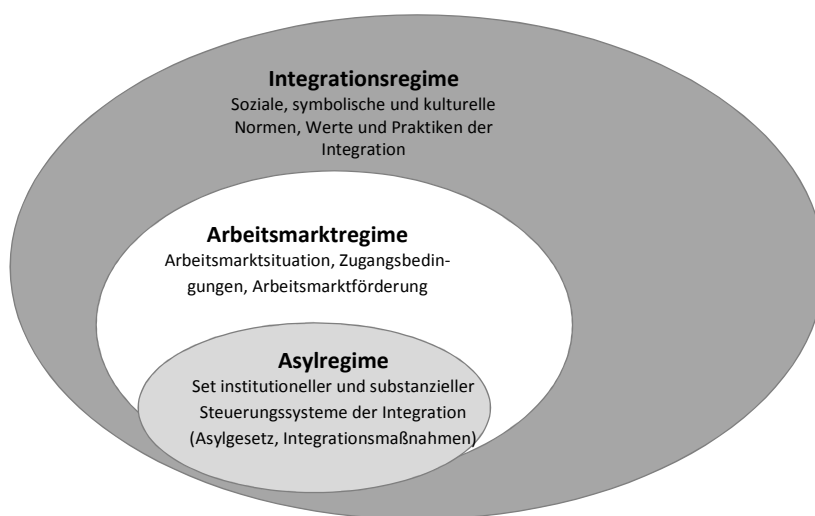 Integrationsregime
Soziale, symbolische und kulturelle
Normen, Werte und Praktiken der
Integration
Arbeitsmarktregime
Arbeitsmarktsituation, Zugangsbedin-
gungen, Arbeitsmarktförderung
Asylregime
Set institutioneller und substanzieller
Steuerungssysteme der Integration
(Asylgesetz, Integrationsmaßnahmen)